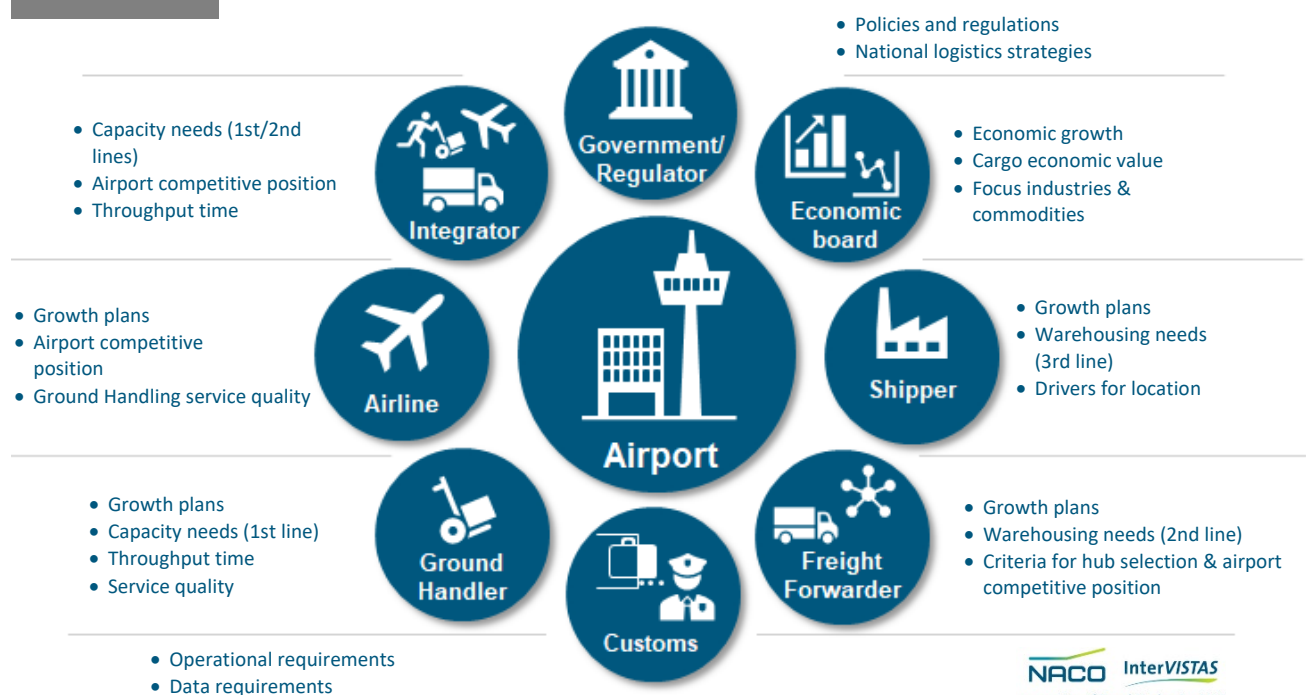 • Policies and regulations
• National logistics strategies
Government/
Regulator
• Capacity needs (1st/2nd
lines)
• Airport competitive position
• Throughput time
Integrator
Economic
board
• Economic growth
• Cargo economic value
• Focus industries &
commodities
• Growth plans
• Airport competitive
position
• Ground Handling service quality
Airline
Airport
Shipper
• Growth plans
• Warehousing needs
(3rd line)
• Drivers for location
• Growth plans
• Capacity needs (1st line)
• Throughput time
• Service quality
Ground
Handler
Customs
Freight
Forwarder
• Growth plans
• Warehousing needs (2nd line)
• Criteria for hub selection & airport
competitive position
• Operational requirements
• Data requirements
NACO InterVISTAS